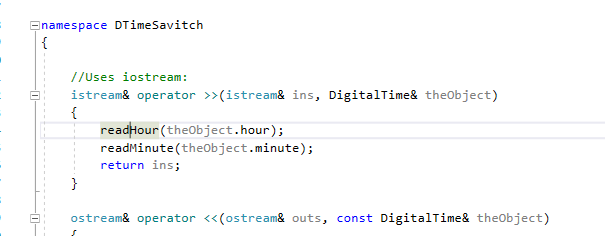 namespace DTimeSavitch
{
//Uses iostream:
istream& operator >>(istream& ins, DigitalTime& theObject)
{
readHour(theObject.hour);
readMinute(theObject.minute);
return ins;
}
ostream& operator <<(ostream& outs, const DigitalTime& theObject)